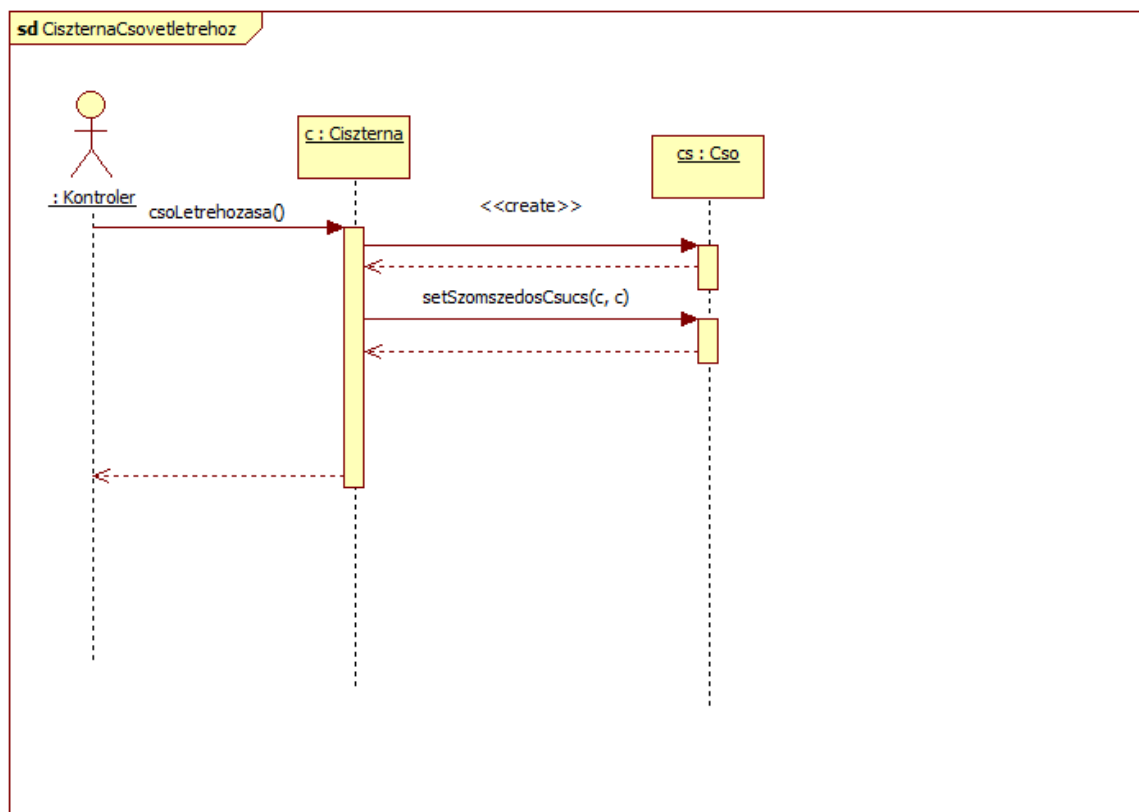 sd CiszternaCsovetletrehoz
c : Ciszterna
cs : Cso
: Kontroler
csoLetrehozasa()
<<create>>
setSzomszedosCsucs(c, c)